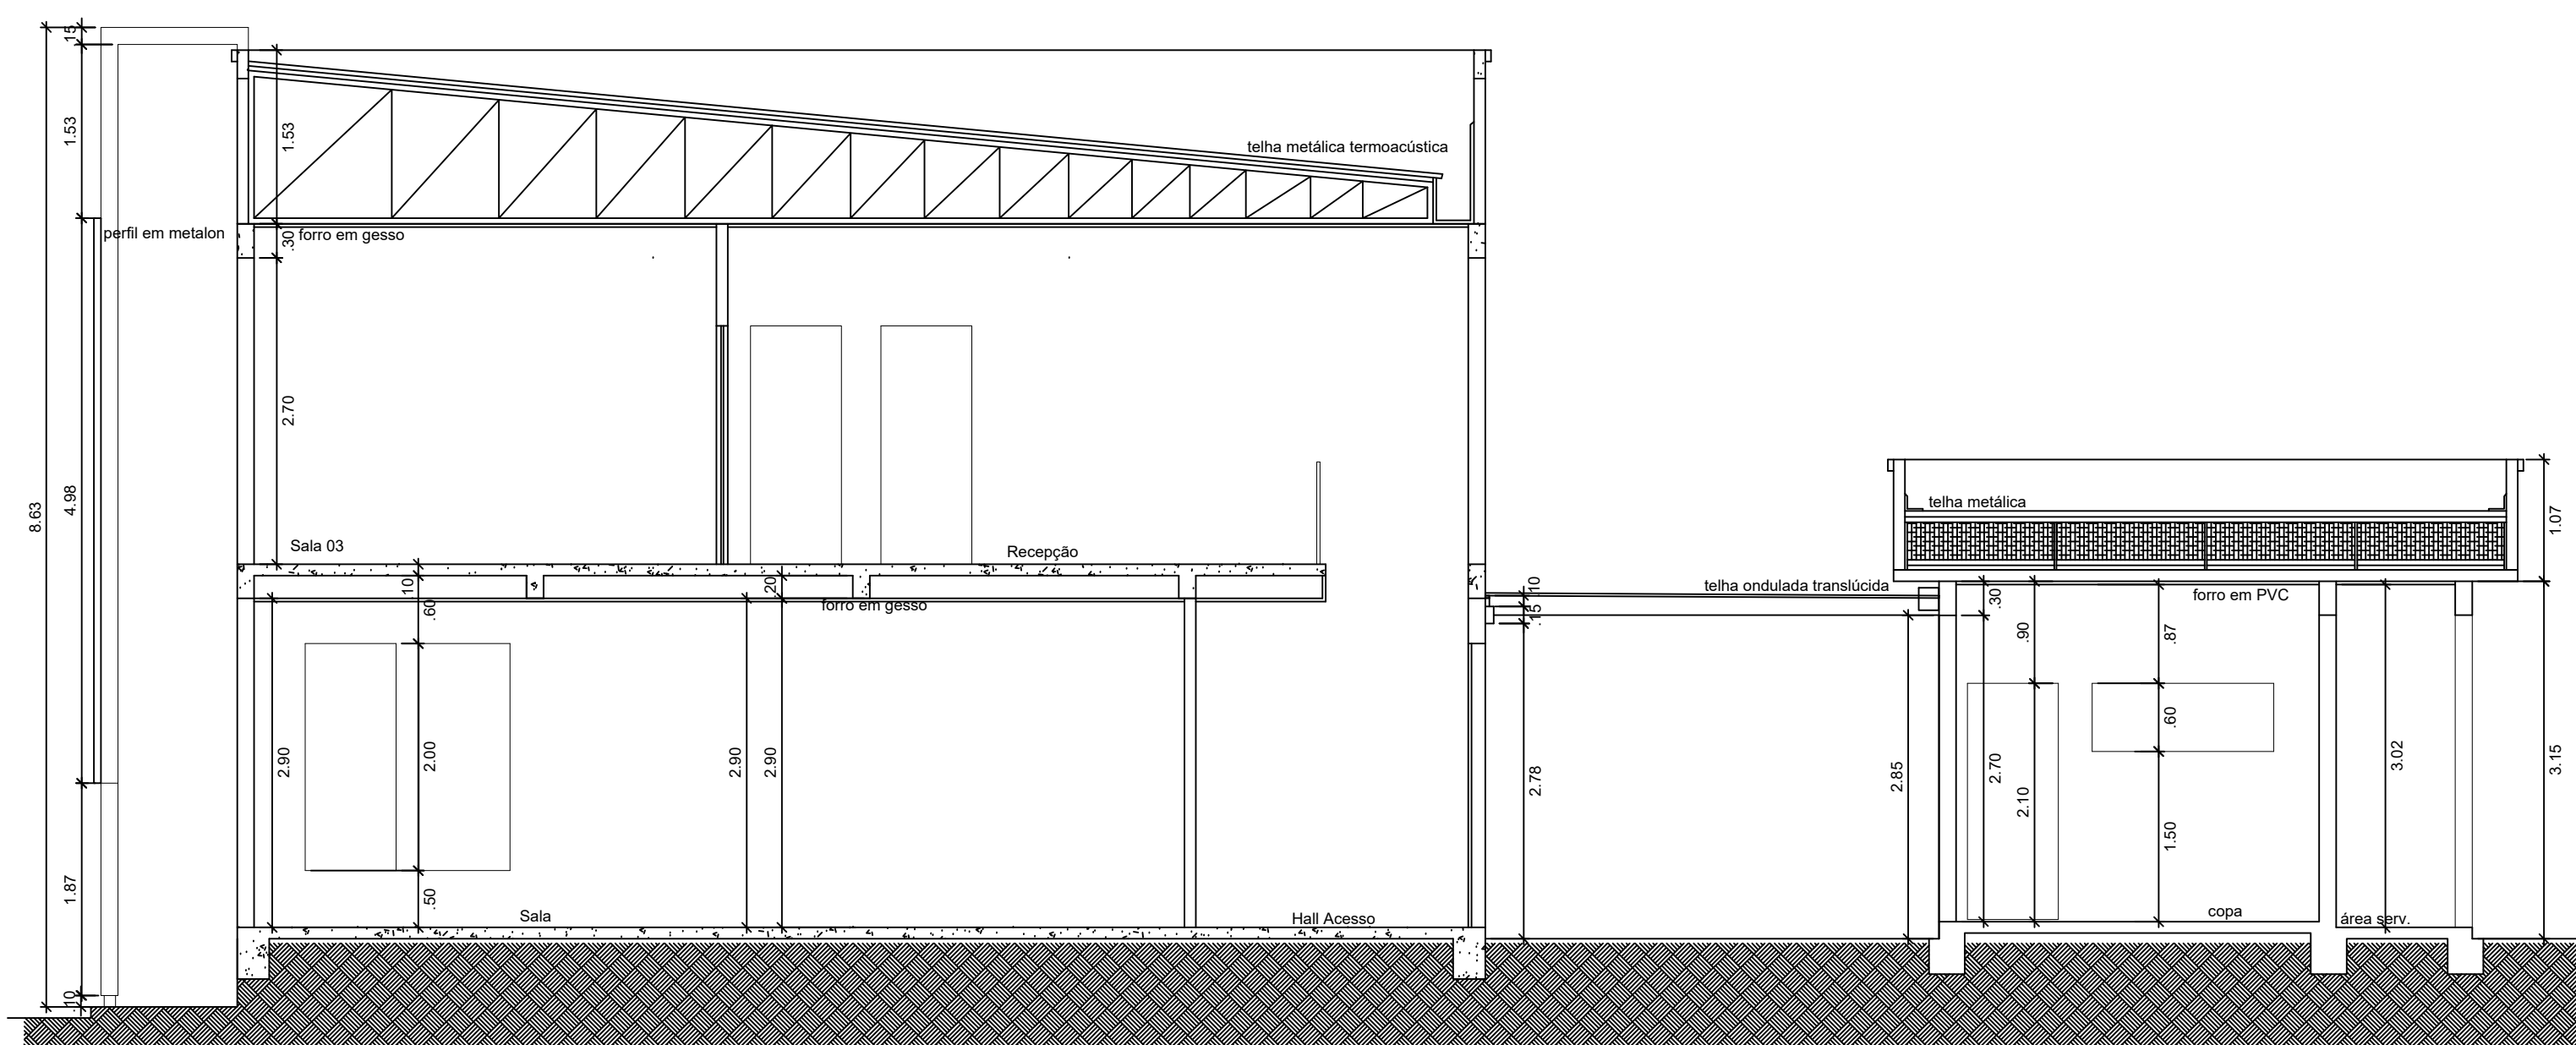 .15
8.63
1.53
4.98
1.87
.10
perfil em metalon
1.53
.30
forro em gesso
telha metálica termoacústica
2.70
Sala 03
Recepção
.10
.60
.20
forro em gesso
2.90
2.00
2.90
2.90
.50
Sala
Hall Acesso
.10
.15
2.78
telha ondulada translúcida
2.85
telha metálica
1.07
.30
.90
forro em PVC
.87
.60
2.70
2.10
1.50
3.02
3.15
copa
área serv.